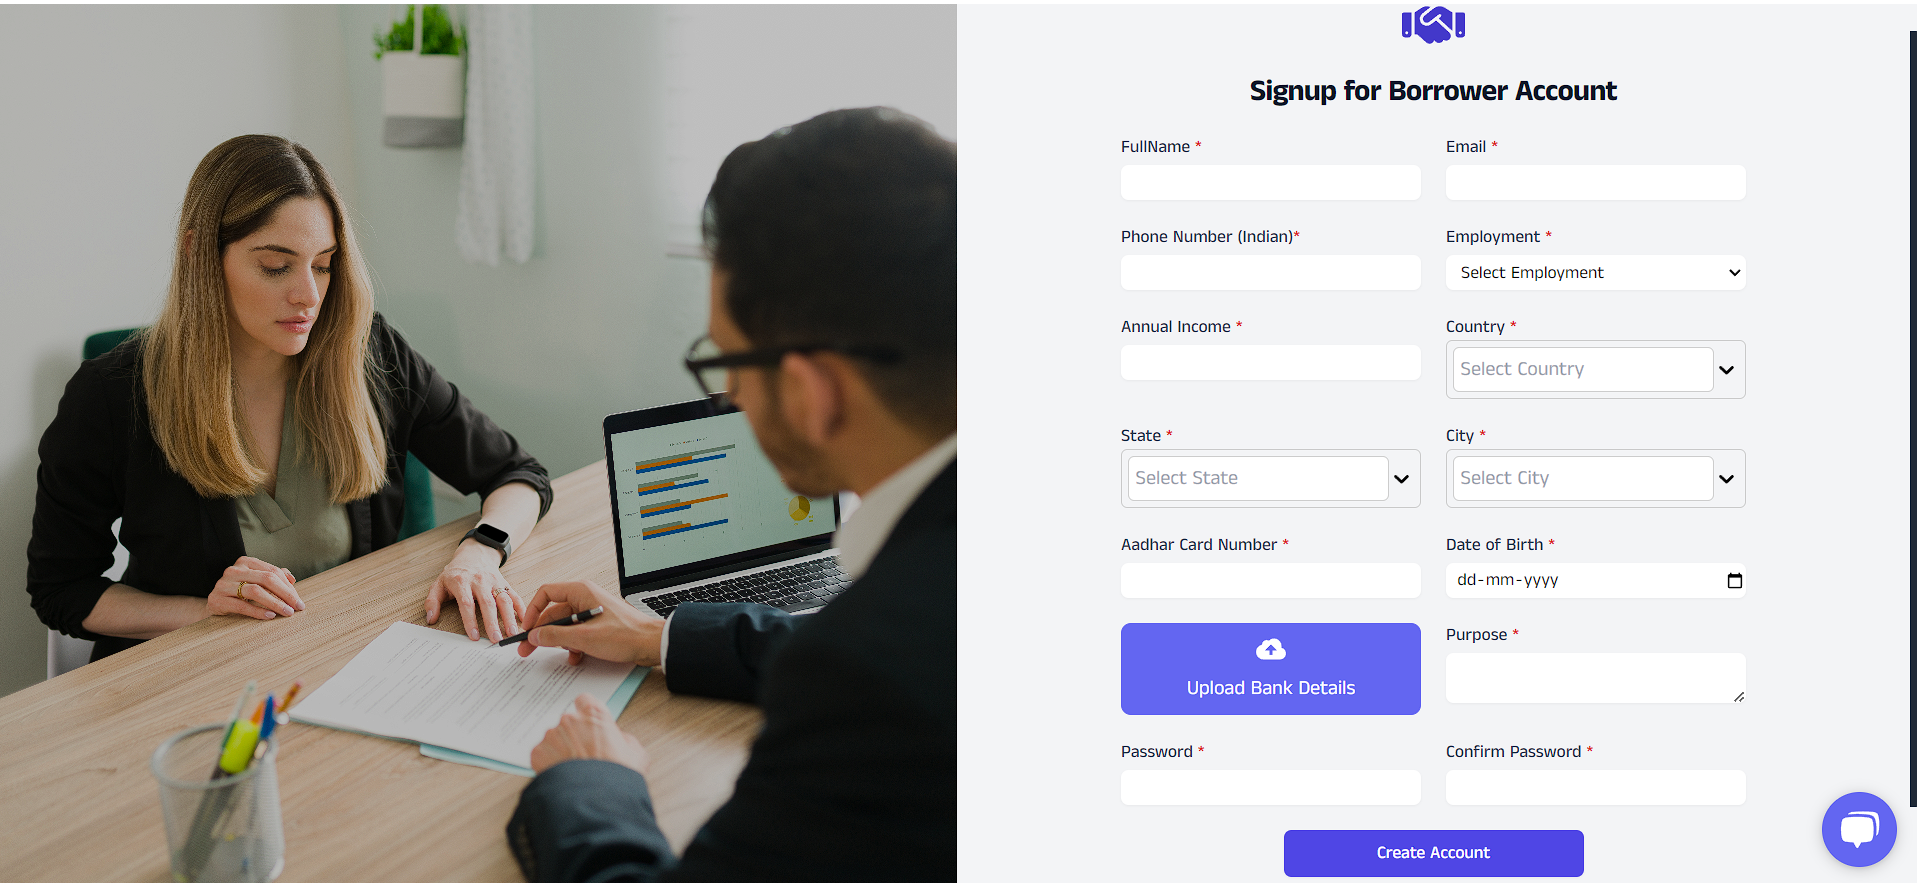 Signup for Borrower Account
FullName *
Email *
Phone Number (Indian)*
Employment *
Select Employment
Annual Income *
Country *
Select Country
State *
Select State
City *
Select City
Aadhar Card Number *
Date of Birth *
dd-mm-yyyy
Upload Bank Details
Purpose *
Password *
Confirm Password *
Create Account